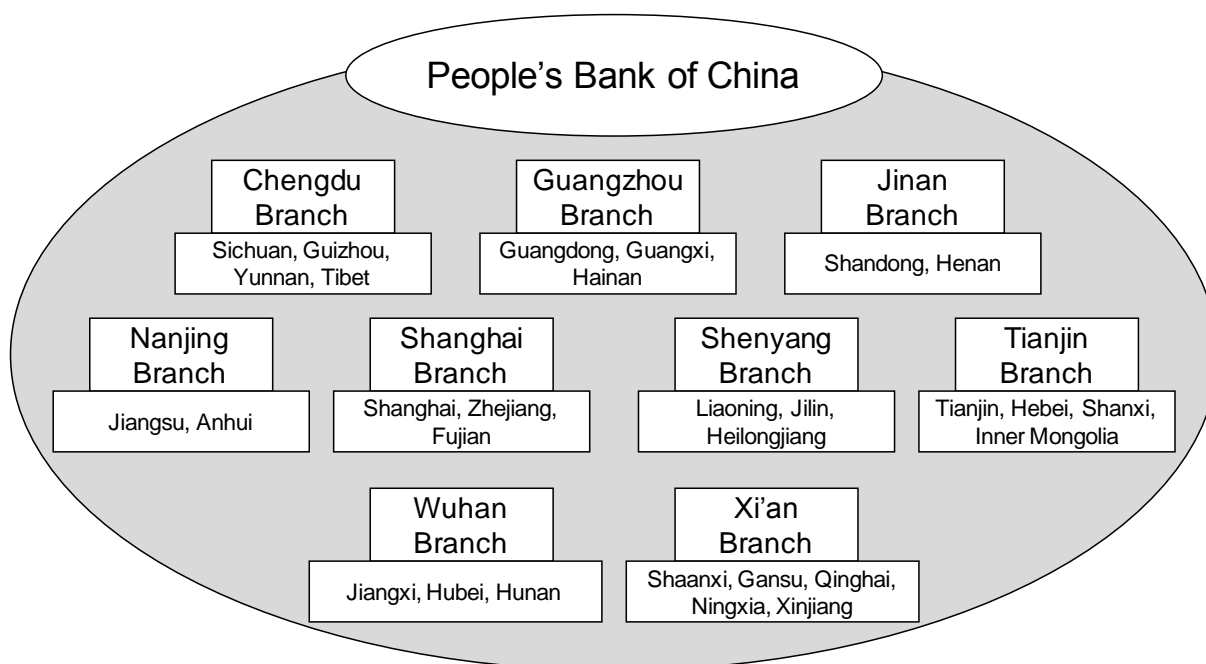 People’s Bank of China
Chengdu
Branch
Sichuan, Guizhou,
Yunnan, Tibet
Guangzhou
Branch
Guangdong, Guangxi,
Hainan
Jinan
Branch
Shandong, Henan
Nanjing
Branch
Jiangsu, Anhui
Shanghai
Branch
Shanghai, Zhejiang,
Fujian
Shenyang
Branch
Liaoning, Jilin,
Heilongjiang
Tianjin
Branch
Tianjin, Hebei, Shanxi,
Inner Mongolia
Wuhan
Branch
Jiangxi, Hubei, Hunan
Xi’an
Branch
Shaanxi, Gansu, Qinghai,
Ningxia, Xinjiang